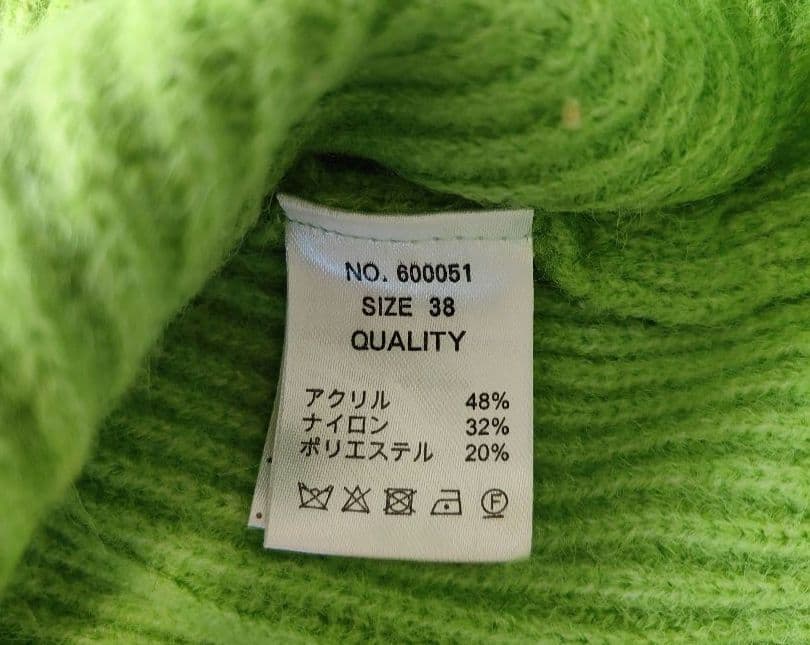 NO. 600051
SIZE 38
QUALITY
アクリル 48%
ナイロン 32%
ポリエステル 20%
F